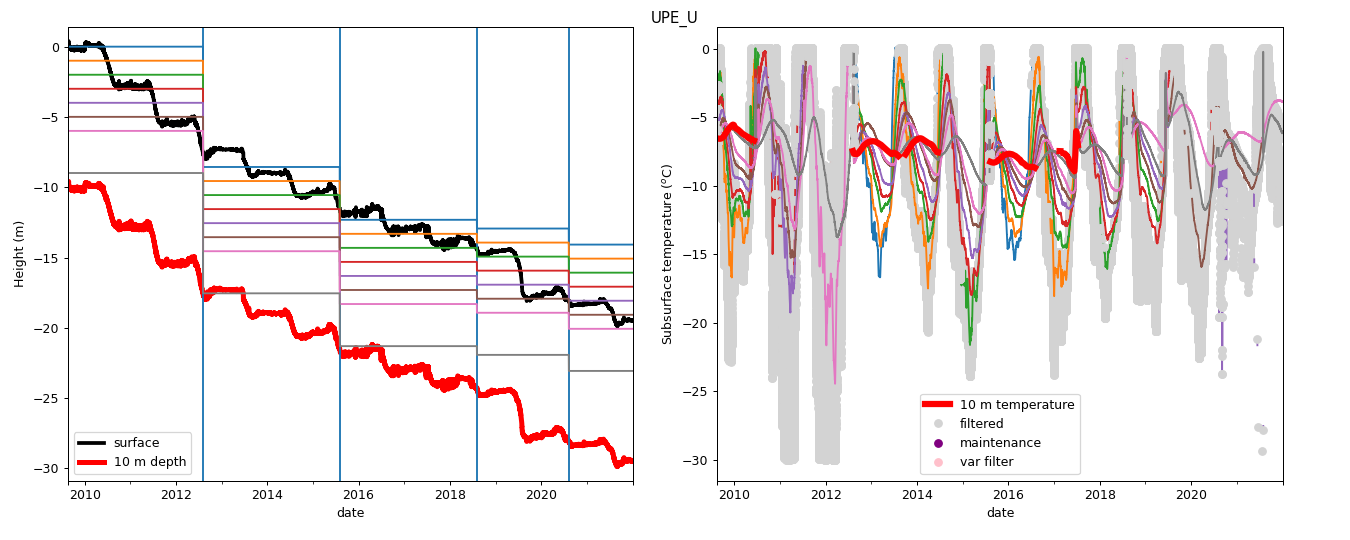 UPE_U
0
−5
−10
−15
−20
−25
−30
Height (m)
2010
2012
2014
2016
2018
2020
date
surface
10 m depth
0
−5
−10
−15
−20
−25
−30
Subsurface temperature (°C)
2010
2012
2014
2016
2018
2020
date
10 m temperature
filtered
maintenance
var filter